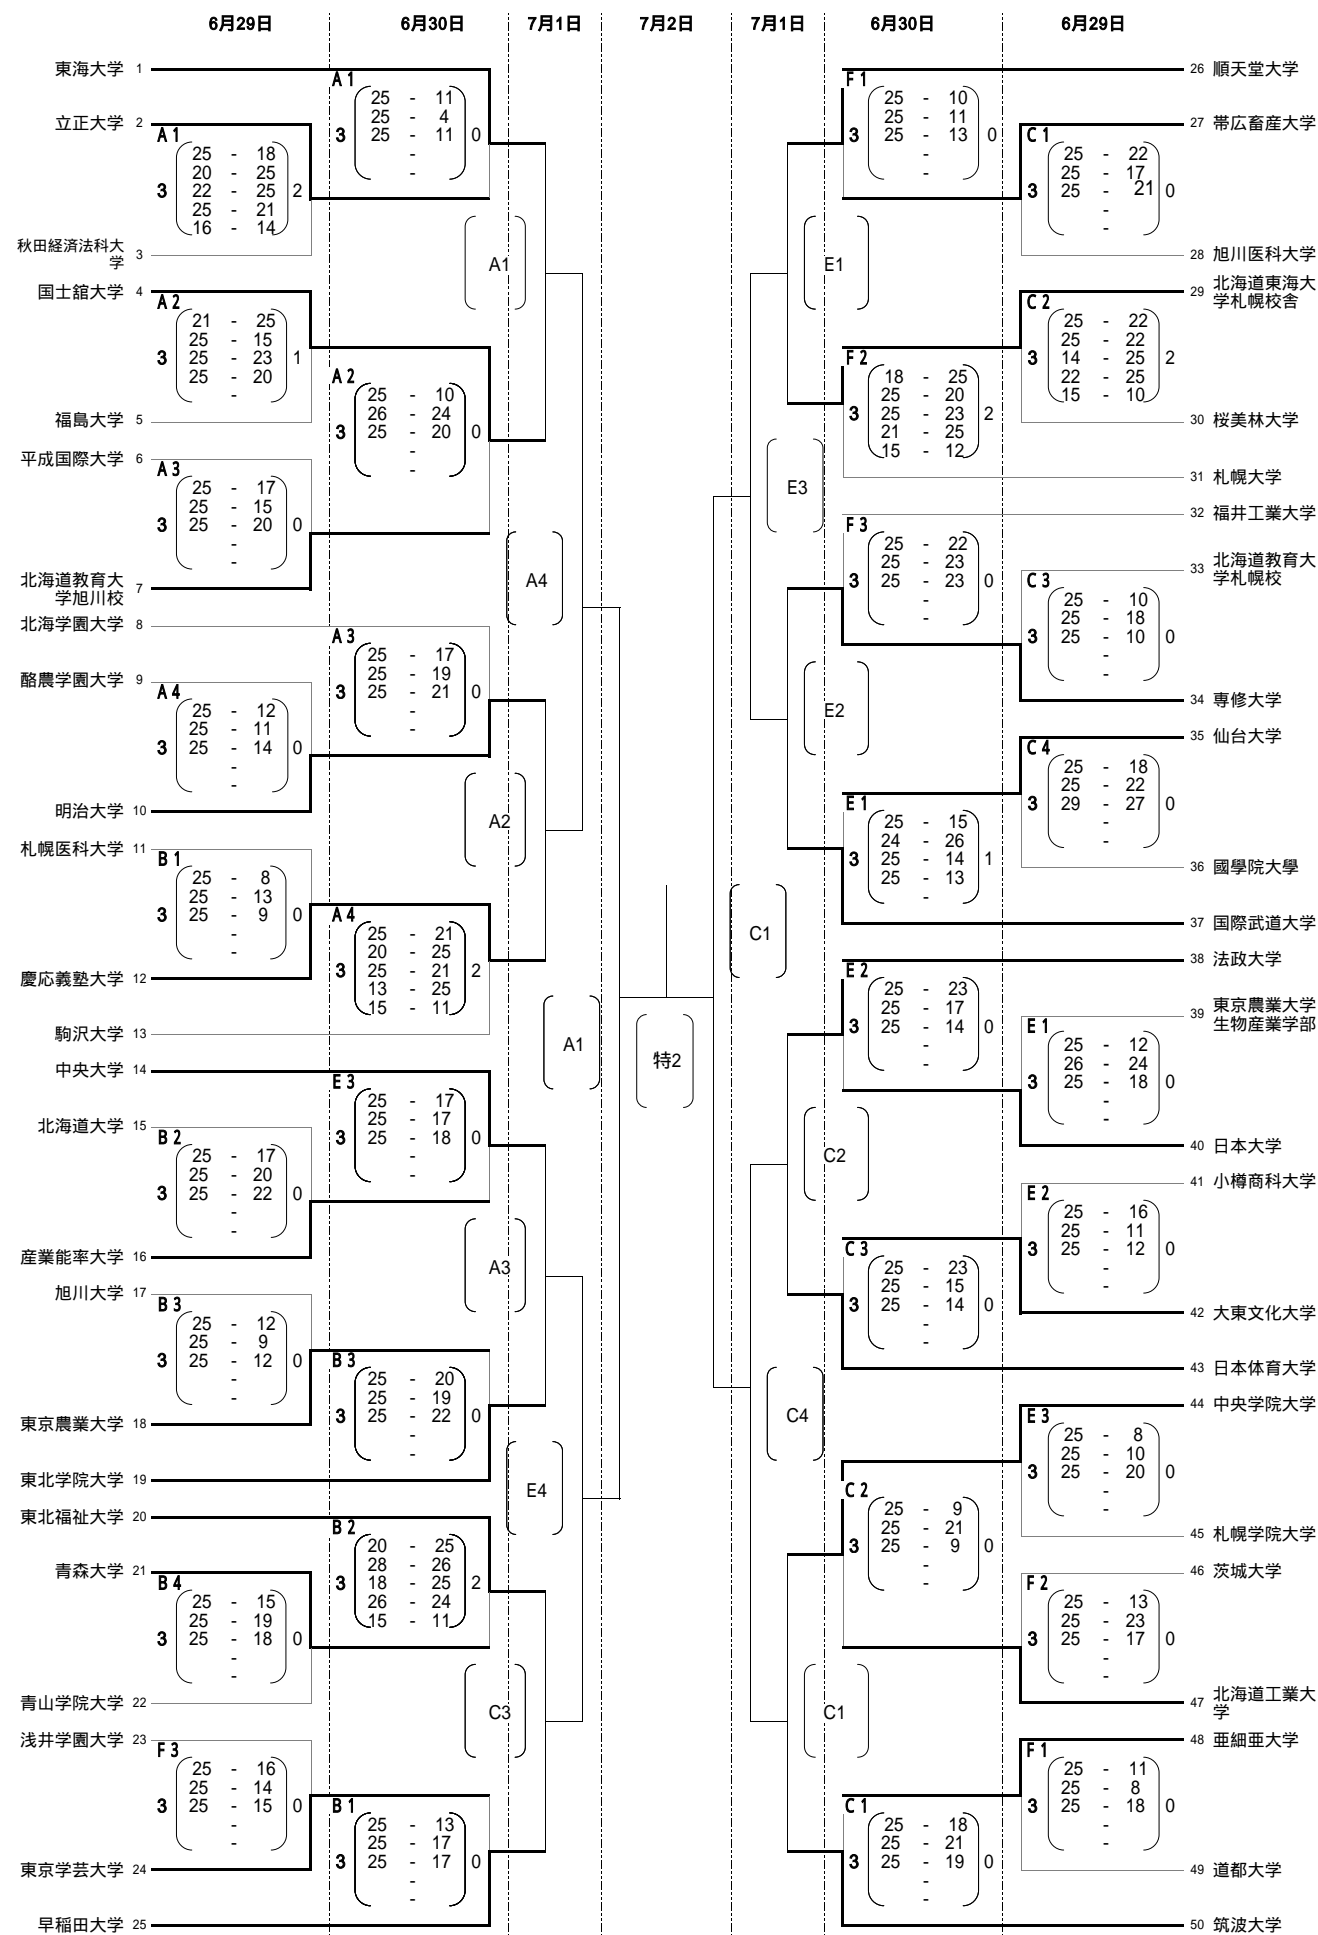 6月29日 6月30日 7月1日 7月2日 7月1日 6月30日 6月29日
東海大学 1
A 1
25 - 11
25 - 4
3 25 - 11 0
-
-
立正大学 2
A 1
25 - 18
20 - 25
3 22 - 25 2
25 - 21
16 - 14
秋田経済法科大
学 3
A1
国士舘大学 4
A 2
21 - 25
25 - 15
3 25 - 23 1
25 - 20
-
A 2
25 - 10
26 - 24
3 25 - 20 0
-
-
福島大学 5
平成国際大学 6
A 3
25 - 17
25 - 15
3 25 - 20 0
-
-
A4
北海道教育大
学旭川校 7
北海学園大学 8
A 3
25 - 17
25 - 19
3 25 - 21 0
-
-
酪農学園大学 9
A 4
25 - 12
25 - 11
3 25 - 14 0
-
-
明治大学 10
A2
札幌医科大学 11
B 1
25 - 8
25 - 13
3 25 - 9 0
-
-
A 4
25 - 21
20 - 25
3 25 - 21 2
13 - 25
15 - 11
慶応義塾大学 12
駒沢大学 13
A1
特2
中央大学 14
E 3
25 - 17
25 - 17
3 25 - 18 0
-
-
北海道大学 15
B 2
25 - 17
25 - 20
3 25 - 22 0
-
-
産業能率大学 16
A3
旭川大学 17
B 3
25 - 12
25 - 9
3 25 - 12 0
-
-
B 3
25 - 20
25 - 19
3 25 - 22 0
-
-
東京農業大学 18
東北学院大学 19
E4
東北福祉大学 20
B 2
20 - 25
28 - 26
3 18 - 25 2
26 - 24
15 - 11
青森大学 21
B 4
25 - 15
25 - 19
3 25 - 18 0
-
-
青山学院大学 22
C3
浅井学園大学 23
F 3
25 - 16
25 - 14
3 25 - 15 0
-
-
B 1
25 - 13
25 - 17
3 25 - 17 0
-
-
東京学芸大学 24
早稲田大学 25
26 順天堂大学
F 1
25 - 10
25 - 11
3 25 - 13 0
-
-
27 帯広畜産大学
C 1
25 - 22
25 - 17
3 25 - 21 0
-
-
28 旭川医科大学
E1
29 北海道東海大
学札幌校舎
C 2
25 - 22
25 - 22
3 14 - 25 2
22 - 25
15 - 10
F 2
18 - 25
25 - 20
3 25 - 23 2
21 - 25
15 - 12
30 桜美林大学
31 札幌大学
E3
32 福井工業大学
F 3
25 - 22
25 - 23
3 25 - 23 0
-
-
33 北海道教育大
学札幌校
C 3
25 - 10
25 - 18
3 25 - 10 0
-
-
34 専修大学
E2
35 仙台大学
C 4
25 - 18
25 - 22
3 29 - 27 0
-
-
E 1
25 - 15
24 - 26
3 25 - 14 1
25 - 13
-
36 國學院大學
37 国際武道大学
C1
38 法政大学
E 2
25 - 23
25 - 17
3 25 - 14 0
-
-
39 東京農業大学
生物産業学部
E 1
25 - 12
26 - 24
3 25 - 18 0
-
-
40 日本大学
C2
41 小樽商科大学
E 2
25 - 16
25 - 11
3 25 - 12 0
-
-
C 3
25 - 23
25 - 15
3 25 - 14 0
-
-
42 大東文化大学
43 日本体育大学
C4
44 中央学院大学
E 3
25 - 8
25 - 10
3 25 - 20 0
-
-
C 2
25 - 9
25 - 21
3 25 - 9 0
-
-
45 札幌学院大学
46 茨城大学
F 2
25 - 13
25 - 23
3 25 - 17 0
-
-
47 北海道工業大
学
C1
48 亜細亜大学
F 1
25 - 11
25 - 8
3 25 - 18 0
-
-
C 1
25 - 18
25 - 21
3 25 - 19 0
-
-
49 道都大学
50 筑波大学